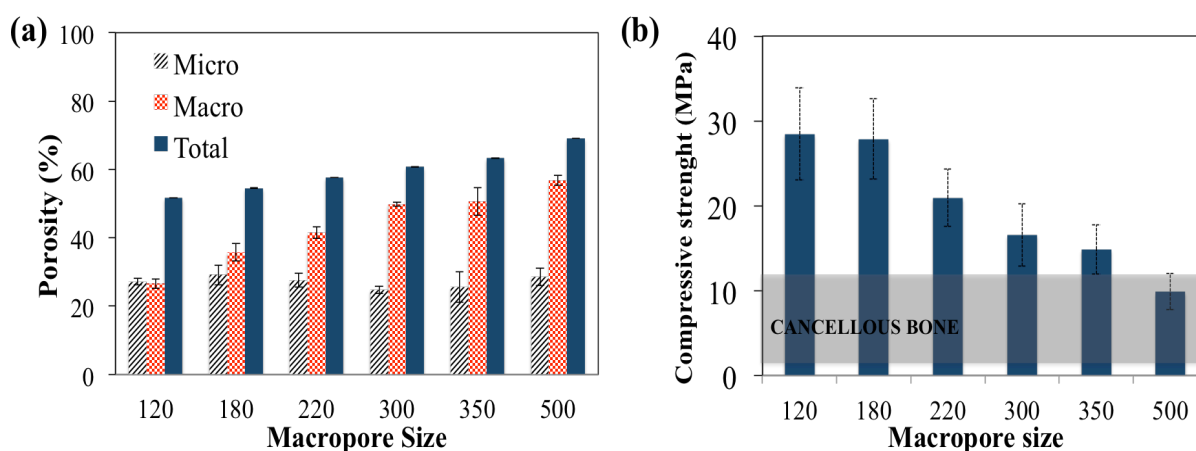 (a)
Porosity (%)
100
80
60
40
20
0
Micro
Macro
Total
120 180 220 300 350 500
Macropore Size
(b)
Compressive strenght (MPa)
40
30
20
10
0
CANCELLOUS BONE
120 180 220 300 350 500
Macropore size